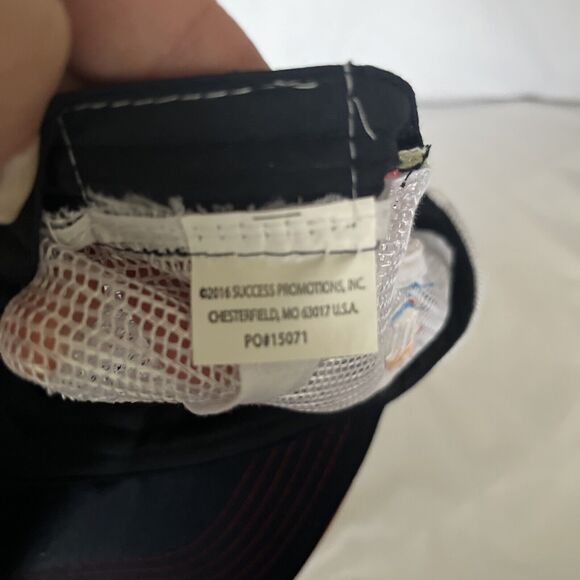 ©2016 SUCCESS PROMOTIONS, INC.
CHESTERFIELD, MO 63017 U.S.A.
PO#15071